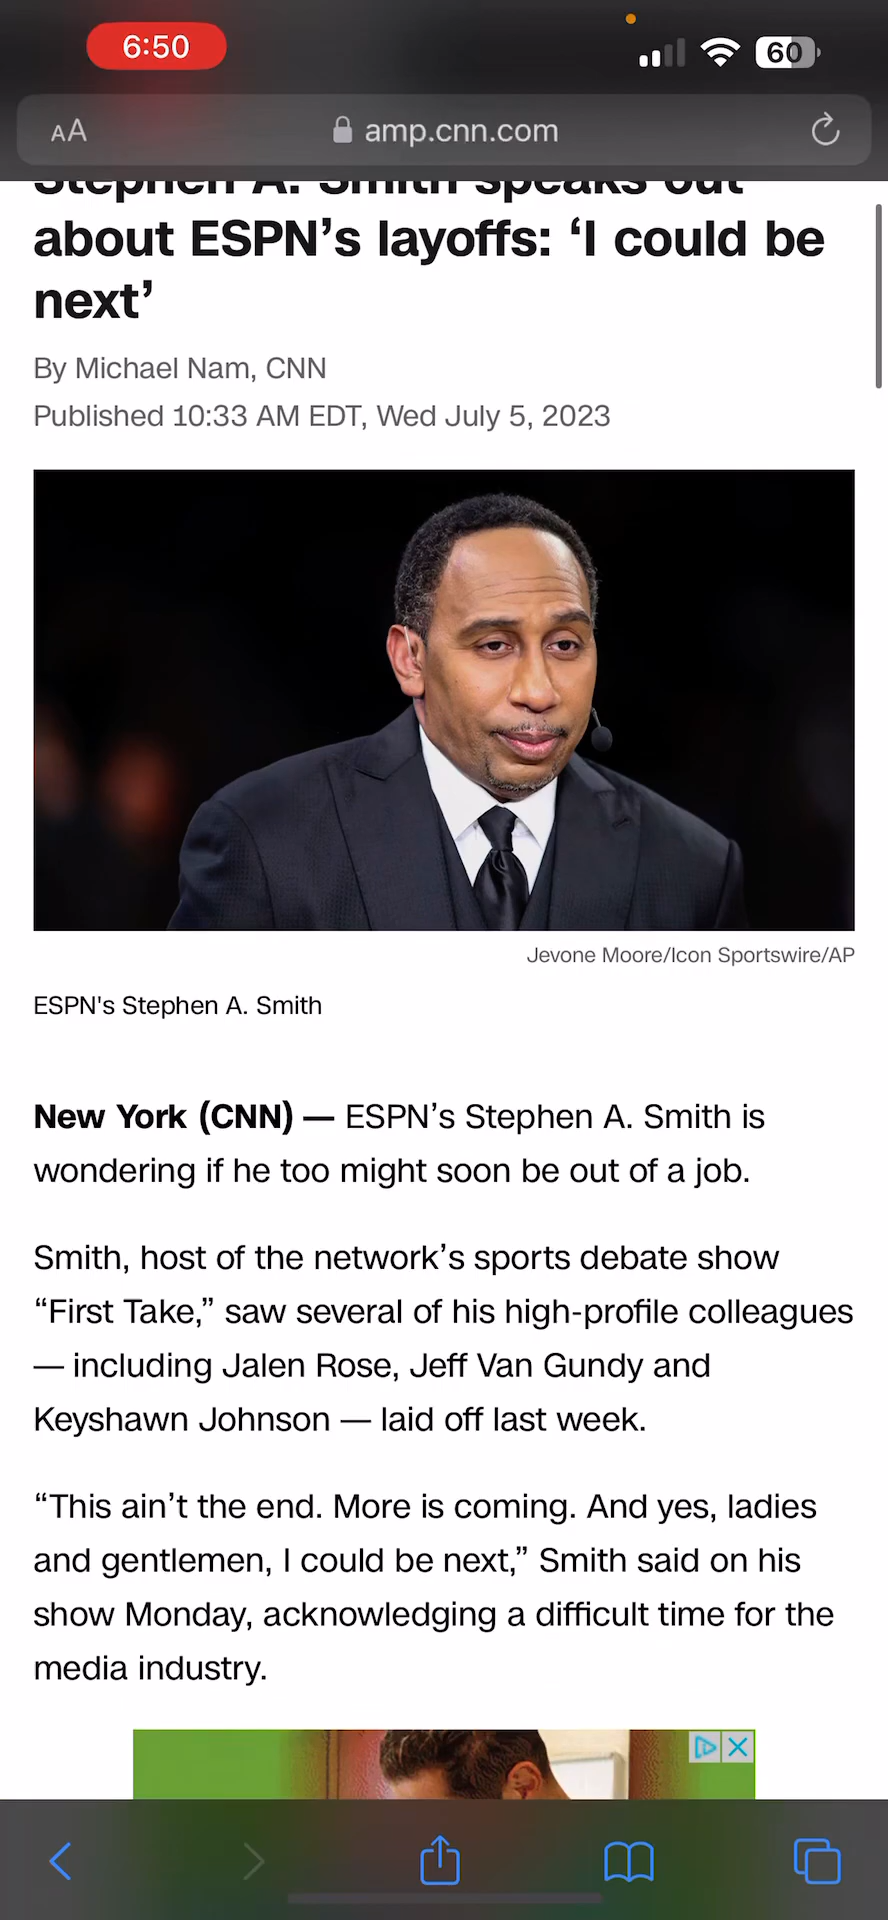 6:50
60
AA
amp.cnn.com
Stephen A. Smith speaks out
about ESPN’s layoffs: ‘I could be
next’
By Michael Nam, CNN
Published 10:33 AM EDT, Wed July 5, 2023
Jevone Moore/Icon Sportswire/AP
ESPN's Stephen A. Smith
New York (CNN) — ESPN’s Stephen A. Smith is
wondering if he too might soon be out of a job.
Smith, host of the network’s sports debate show
“First Take,” saw several of his high-profile colleagues
— including Jalen Rose, Jeff Van Gundy and
Keyshawn Johnson — laid off last week.
“This ain’t the end. More is coming. And yes, ladies
and gentlemen, I could be next,” Smith said on his
show Monday, acknowledging a difficult time for the
media industry.